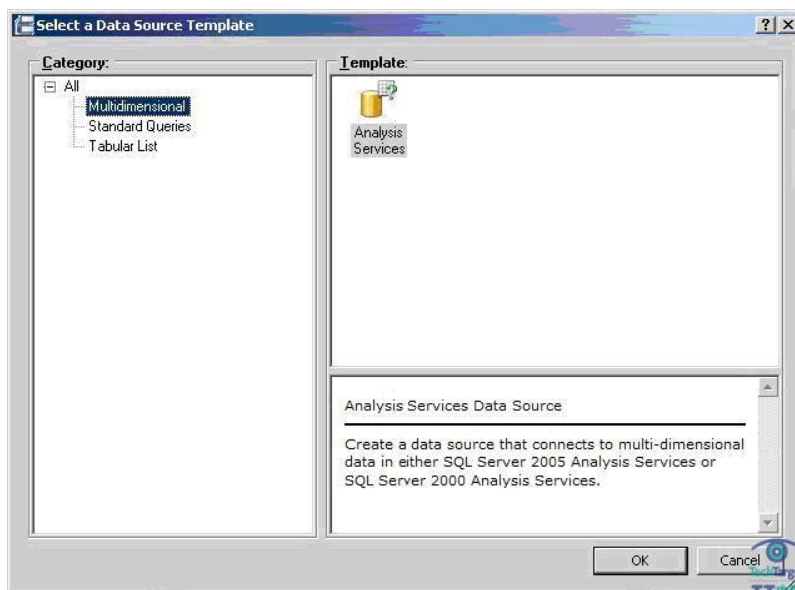 Select a Data Source Template
Category:
All
Multidimensional
Standard Queries
Tabular List
Template:
Analysis
Services
Analysis Services Data Source
Create a data source that connects to multi-dimensional
data in either SQL Server 2005 Analysis Services or
SQL Server 2000 Analysis Services.
OK
Cancel